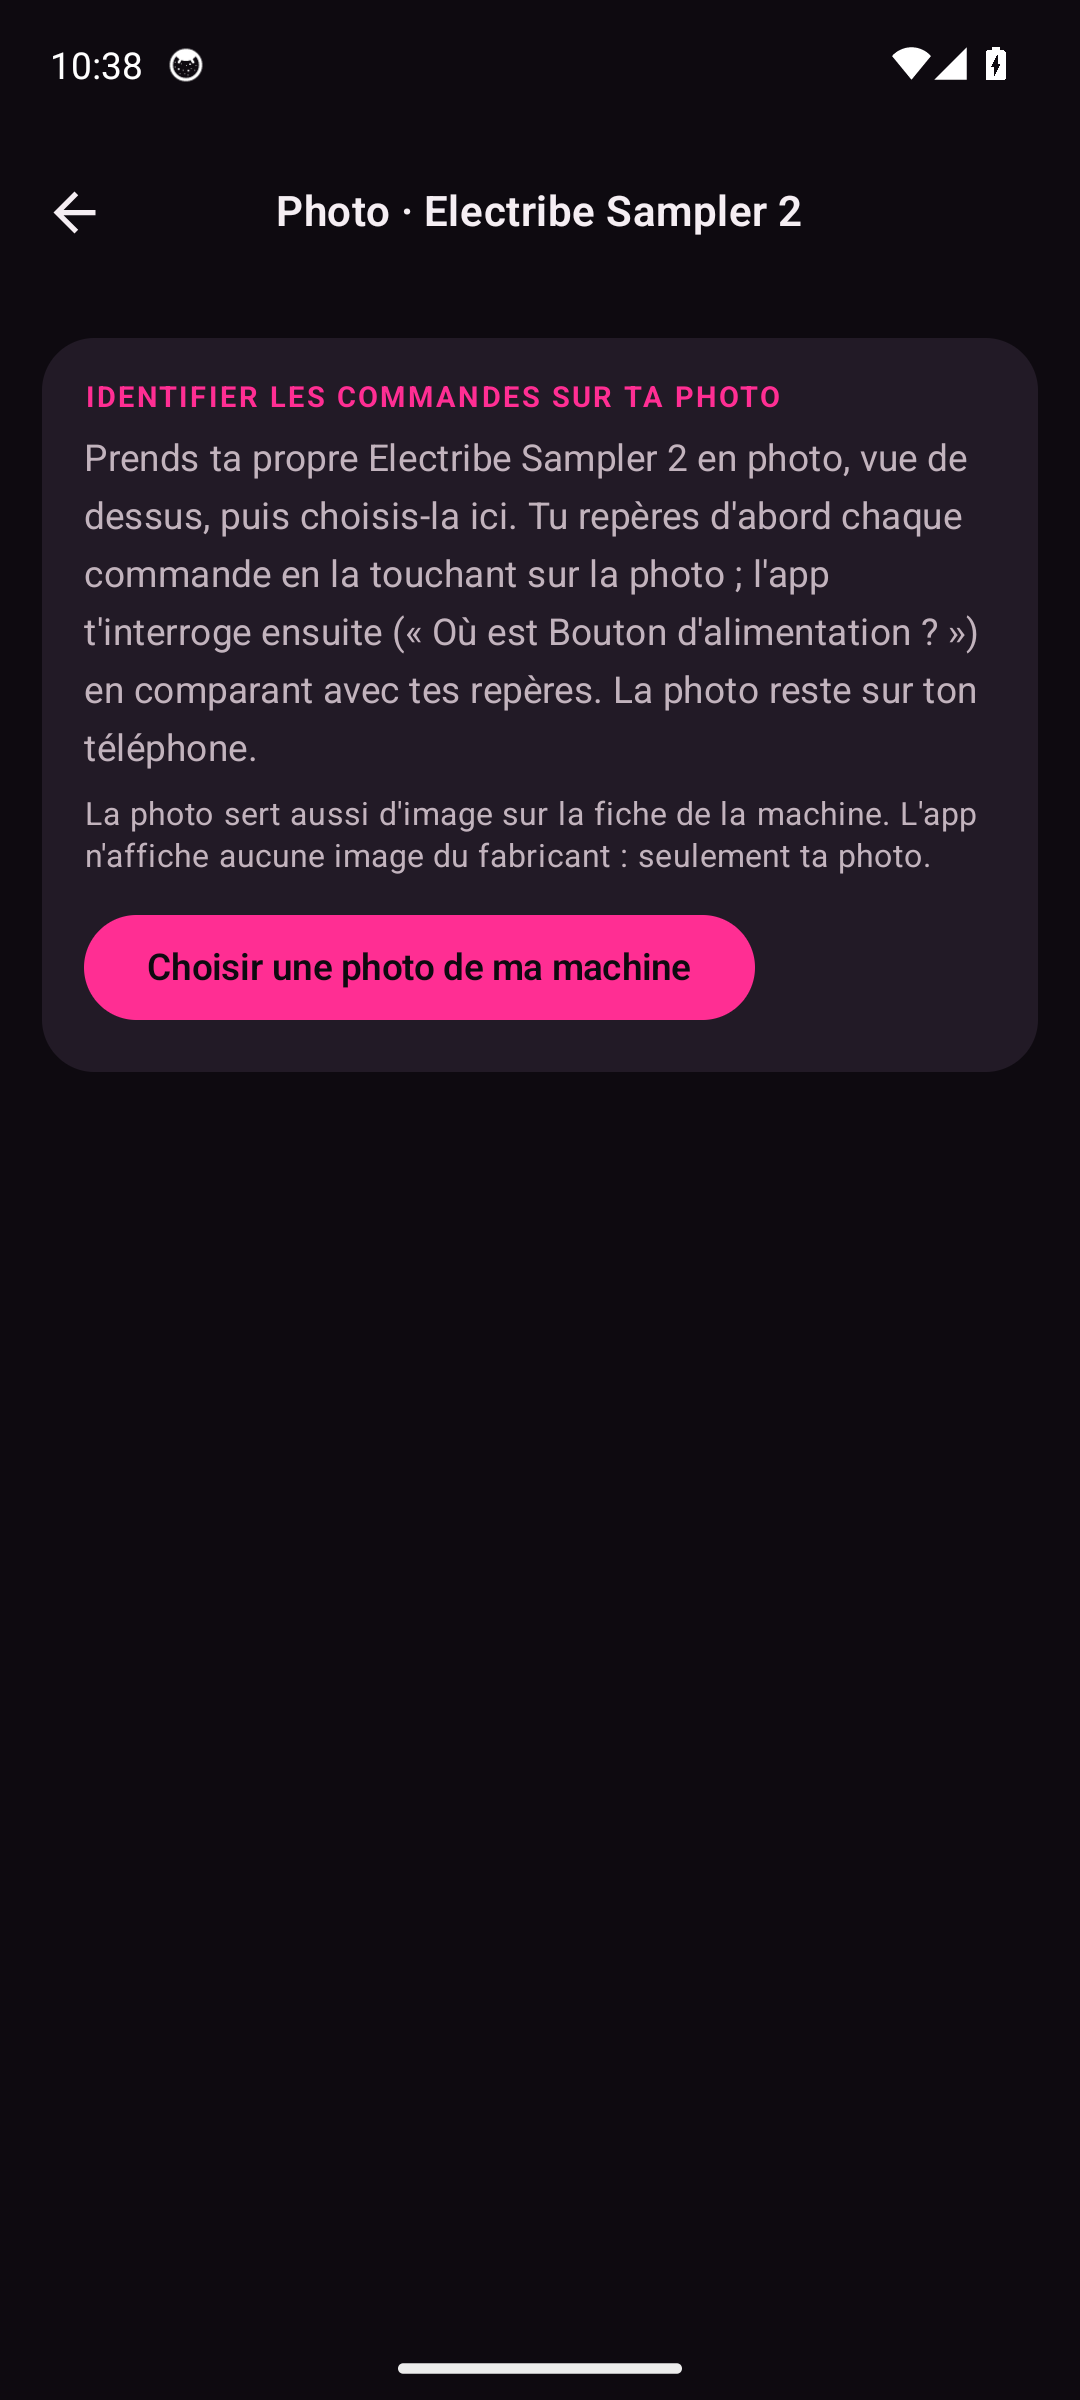 10:38
Photo · Electribe Sampler 2
IDENTIFIER LES COMMANDES SUR TA PHOTO
Prends ta propre Electribe Sampler 2 en photo, vue de
dessus, puis choisis-la ici. Tu repères d'abord chaque
commande en la touchant sur la photo ; l'app
t'interroge ensuite (« Où est Bouton d'alimentation ? »)
en comparant avec tes repères. La photo reste sur ton
téléphone.
La photo sert aussi d'image sur la fiche de la machine. L'app
n'affiche aucune image du fabricant : seulement ta photo.
Choisir une photo de ma machine